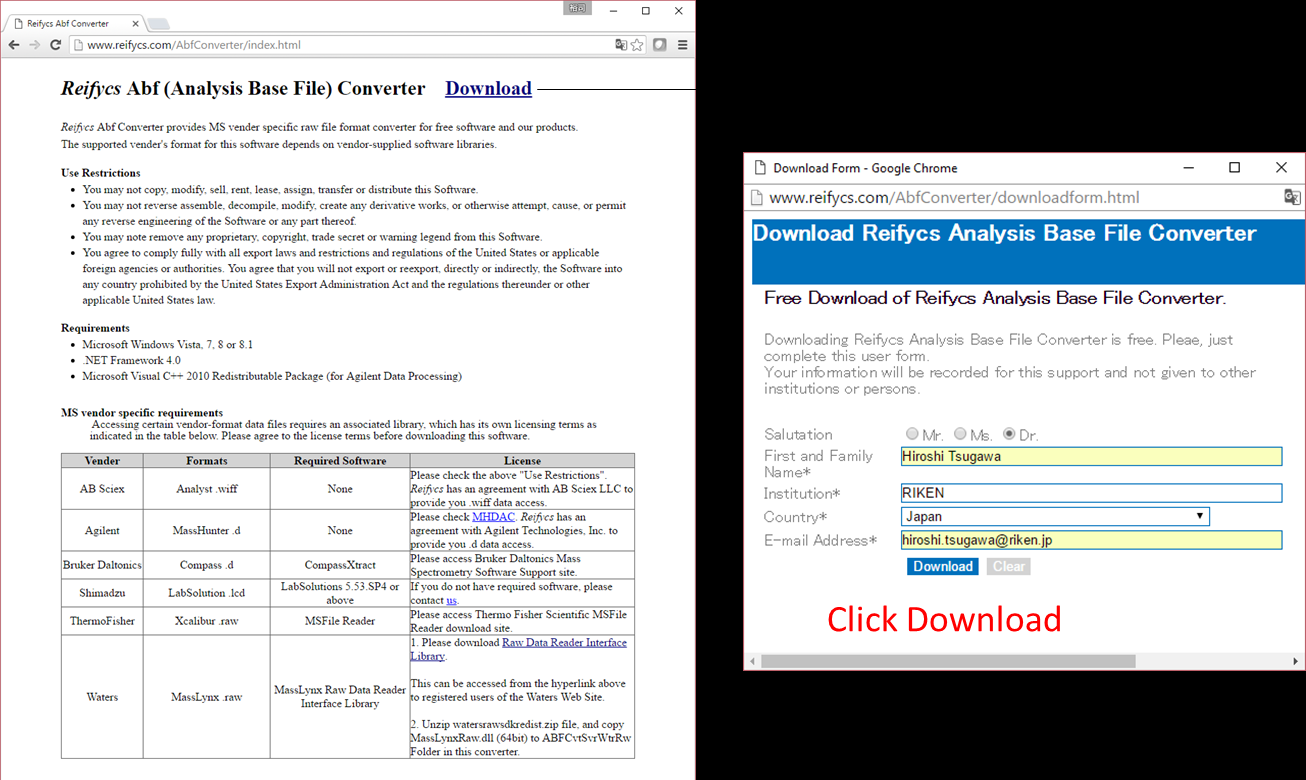 相呵
Reifycs Abf Converter
www.reifycs.com/AbfConverter/index.html
Reifycs Abf (Analysis Base File) Converter Download
Reifycs Abf Converter provides MS vender specific raw file format converter for free software and our products.
The supported vender's format for this software depends on vendor-supplied software libraries.
Use Restrictions
• You may not copy, modify, sell, rent, lease, assign, transfer or distribute this Software.
• You may not reverse assemble, decompile, modify, create any derivative works, or otherwise attempt, cause, or permit
any reverse engineering of the Software or any part thereof.
• You may note remove any proprietary, copyright, trade secret or warning legend from this Software.
• You agree to comply fully with all export laws and restrictions and regulations of the United States or applicable
foreign agencies or authorities. You agree that you will not export or reexport, directly or indirectly, the Software into
any country prohibited by the United States Export Administration Act and the regulations thereunder or other
applicable United States law.
Requirements
• Microsoft Windows Vista, 7, 8 or 8.1
• .NET Framework 4.0
• Microsoft Visual C++ 2010 Redistributable Package (for Agilent Data Processing)
MS vendor specific requirements
Accessing certain vendor-format data files requires an associated library, which has its own licensing terms as
indicated in the table below. Please agree to the license terms before downloading this software.
Vender Formats Required Software License
AB Sciex Analyst .wiff None Please check the above "Use Restrictions".
Reifycs has an agreement with AB Sciex LLC to
provide you .wiff data access.
Agilent MassHunter .d None Please check MHDAC. Reifycs has an
agreement with Agilent Technologies, Inc. to
provide you .d data access.
Bruker Daltonics Compass .d CompassXtract Please access Bruker Daltonics Mass
Spectrometry Software Support site.
Shimadzu LabSolution .lcd LabSolutions 5.53.SP4 or
above
If you do not have required software, please
contact us.
ThermoFisher Xcalibur .raw MSFile Reader Please access Thermo Fisher Scientific MSFile
Reader download site.
Waters MassLynx .raw MassLynx Raw Data Reader
Interface Library
1. Please download Raw Data Reader Interface
Library.
This can be accessed from the hyperlink above
to registered users of the Waters Web Site.
2. Unzip watersrawsdkredist.zip file, and copy
MassLynxRaw.dll (64bit) to ABFCvtSvrWtrRw
Folder in this converter.
Download Form - Google Chrome
www.reifycs.com/AbfConverter/downloadform.html
Download Reifycs Analysis Base File Converter
Free Download of Reifycs Analysis Base File Converter.
Downloading Reifycs Analysis Base File Converter is free. Pleae, just
complete this user form.
Your information will be recorded for this support and not given to other
institutions or persons.
Salutation Mr. Ms. Dr.
First and Family
Name* Hiroshi Tsugawa
Institution* RIKEN
Country* Japan
E-mail Address* hiroshi.tsugawa@riken.jp
Download Clear
Click Download